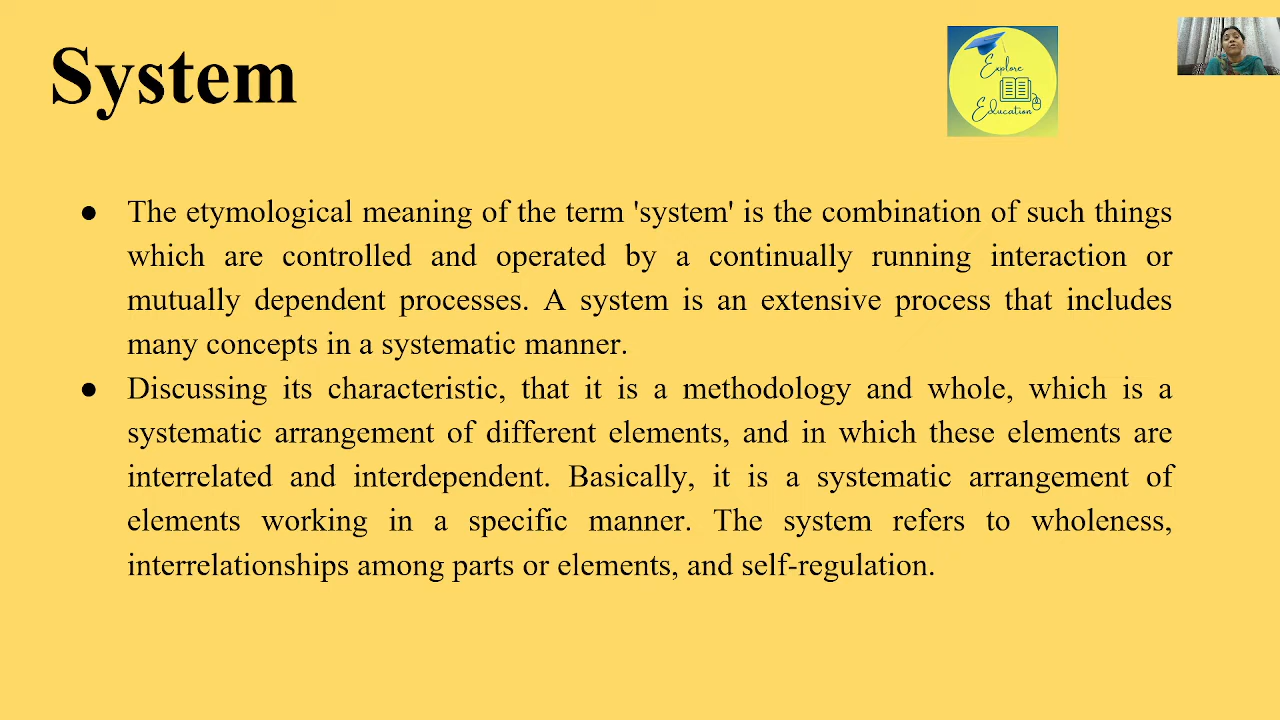 System
Explore
Education
● The etymological meaning of the term 'system' is the combination of such things
which are controlled and operated by a continually running interaction or
mutually dependent processes. A system is an extensive process that includes
many concepts in a systematic manner.
● Discussing its characteristic, that it is a methodology and whole, which is a
systematic arrangement of different elements, and in which these elements are
interrelated and interdependent. Basically, it is a systematic arrangement of
elements working in a specific manner. The system refers to wholeness,
interrelationships among parts or elements, and self-regulation.